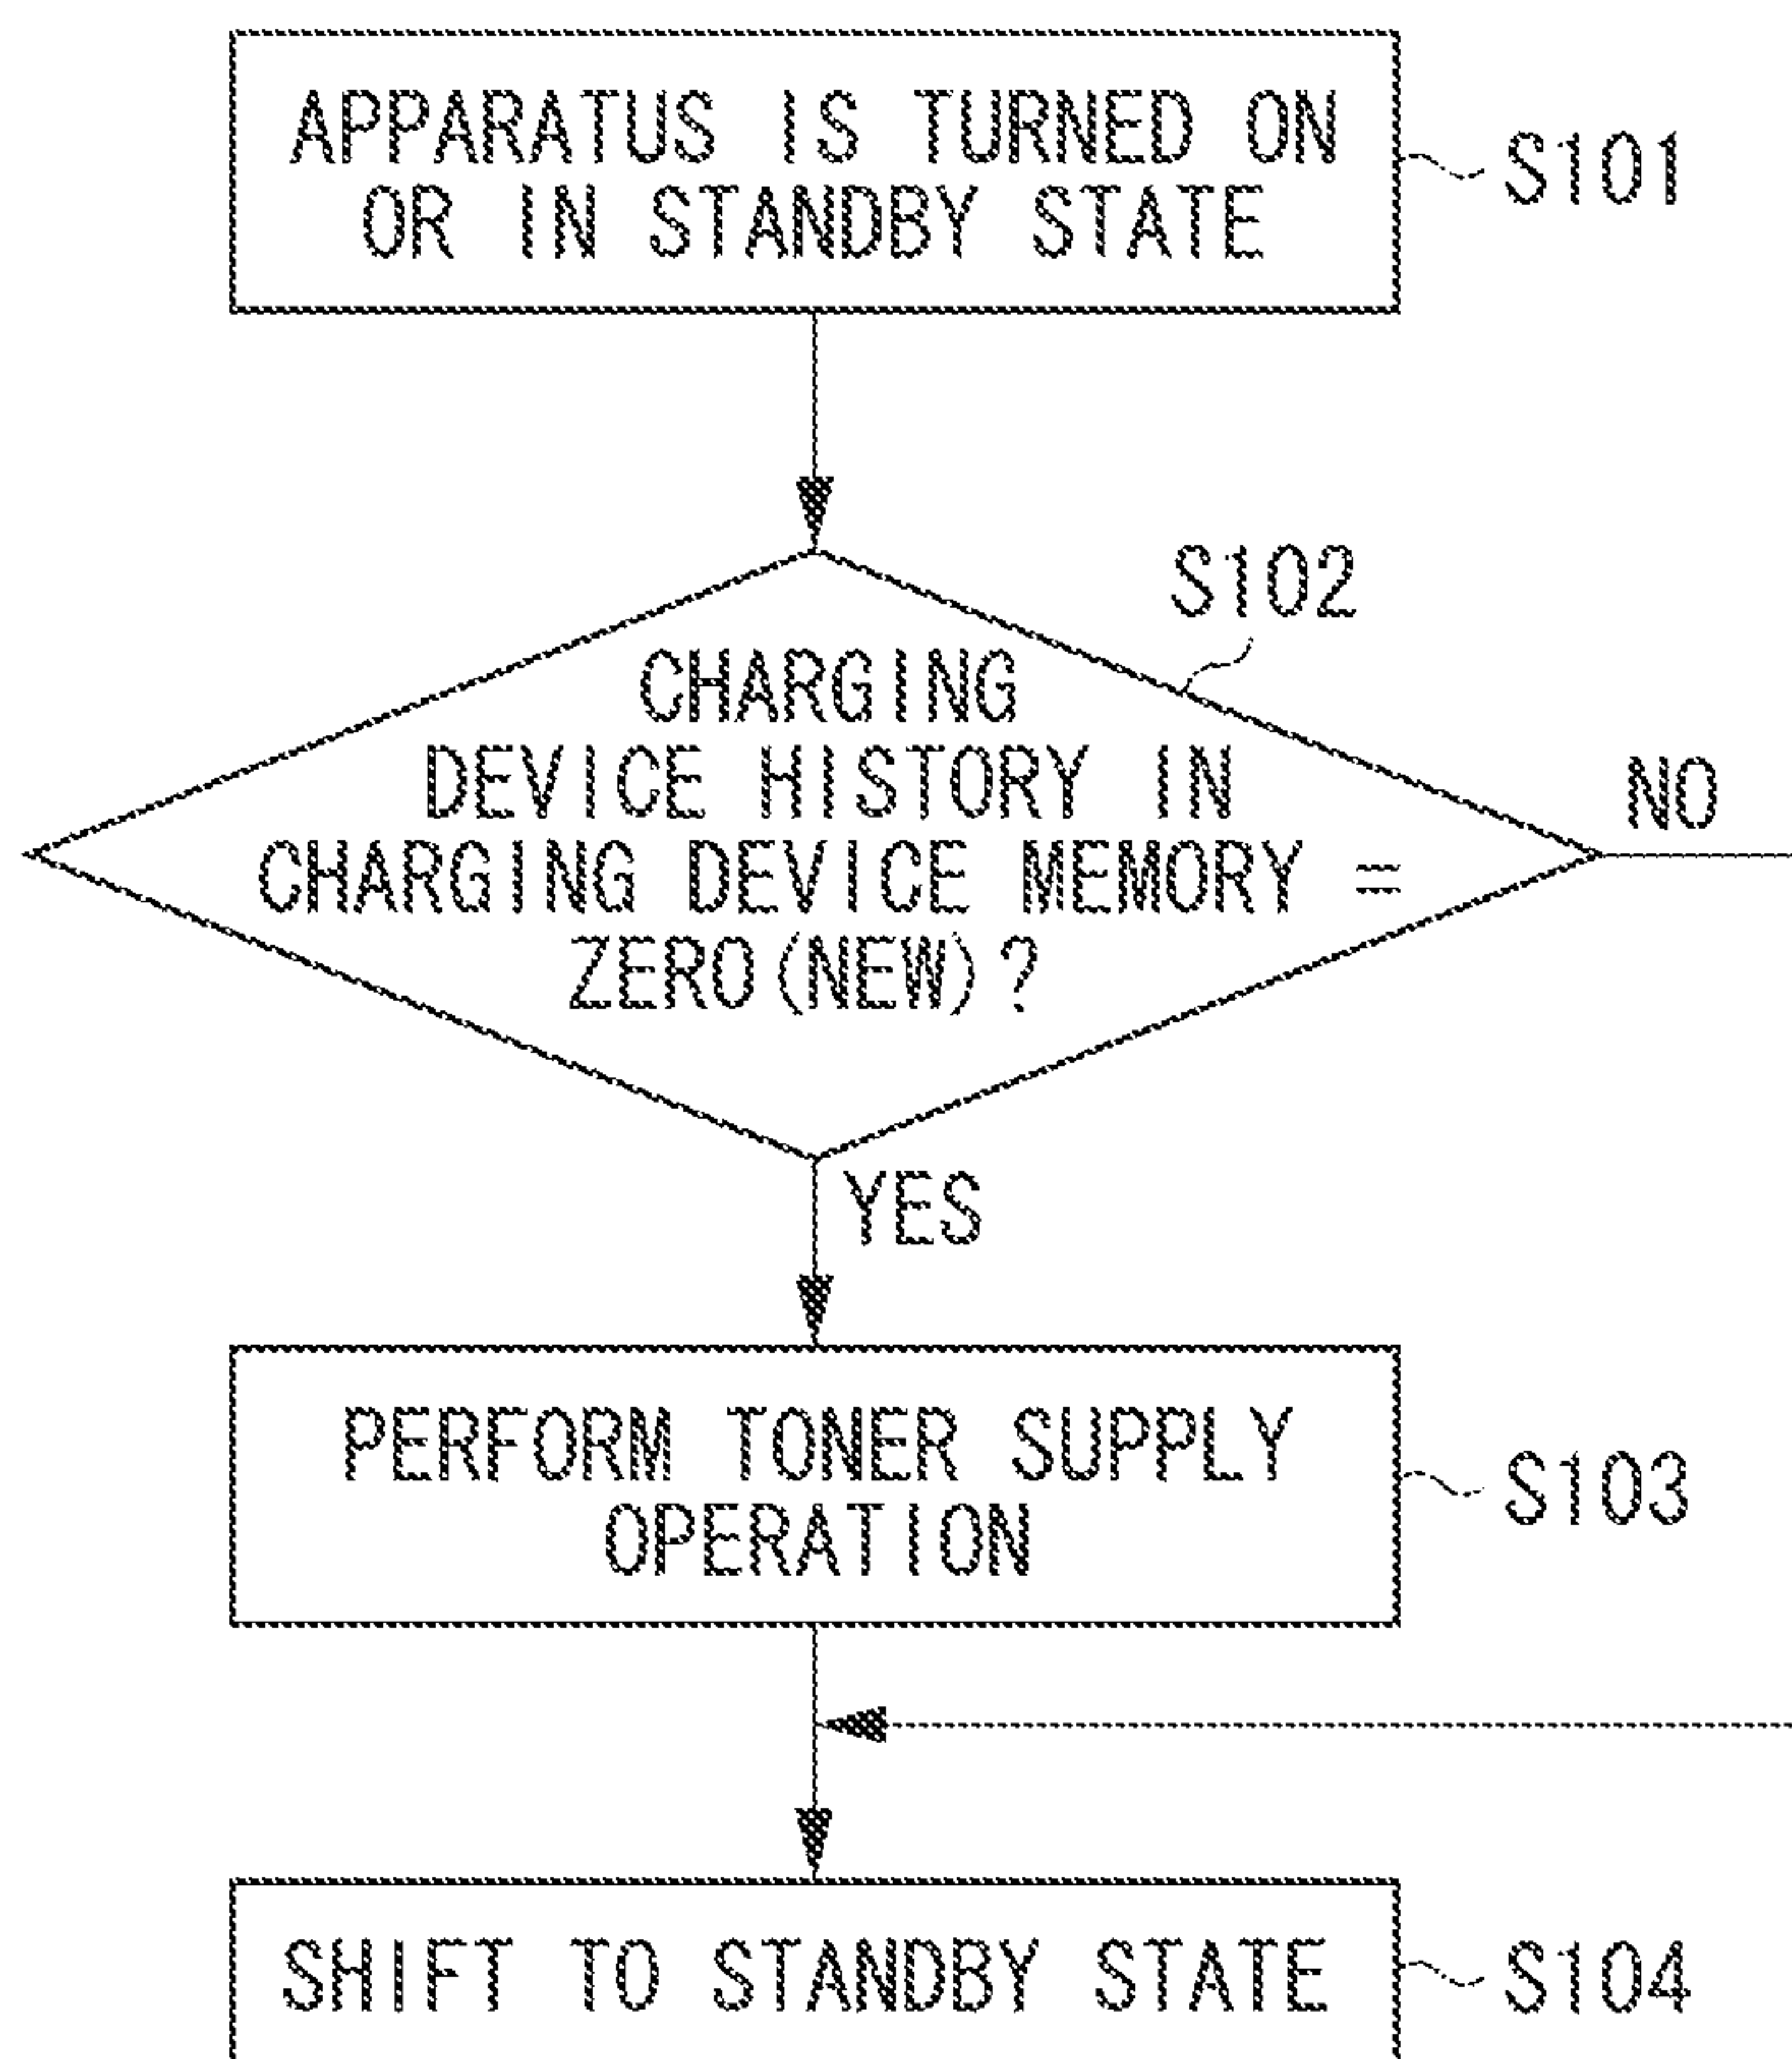 APPARATUS IS TURNED ON
OR IN STANDBY STATE
S101
S102
CHARGING
DEVICE HISTORY IN
CHARGING DEVICE MEMORY =
ZERO(NEW)?
NO
YES
PERFORM TONER SUPPLY
OPERATION
S103
SHIFT TO STANDBY STATE
S104